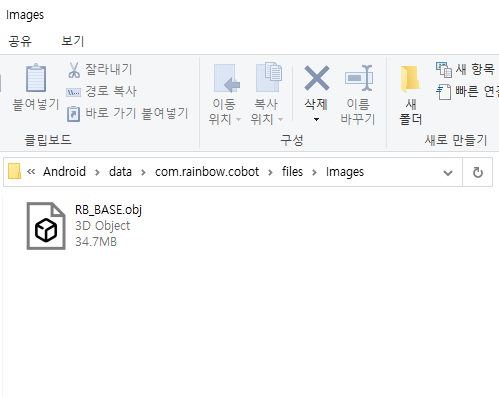 Images
공유 보기
붙여넣기
잘라내기
경로 복사
바로 가기 붙여넣기
클립보드
이동
위치
복사
위치
삭제
이름
바꾸기
구성
새
폴더
새 항목
빠른 연
새로 만들기
« Android > data > com.rainbow.cobot > files > Images
RB_BASE.obj
3D Object
34.7MB